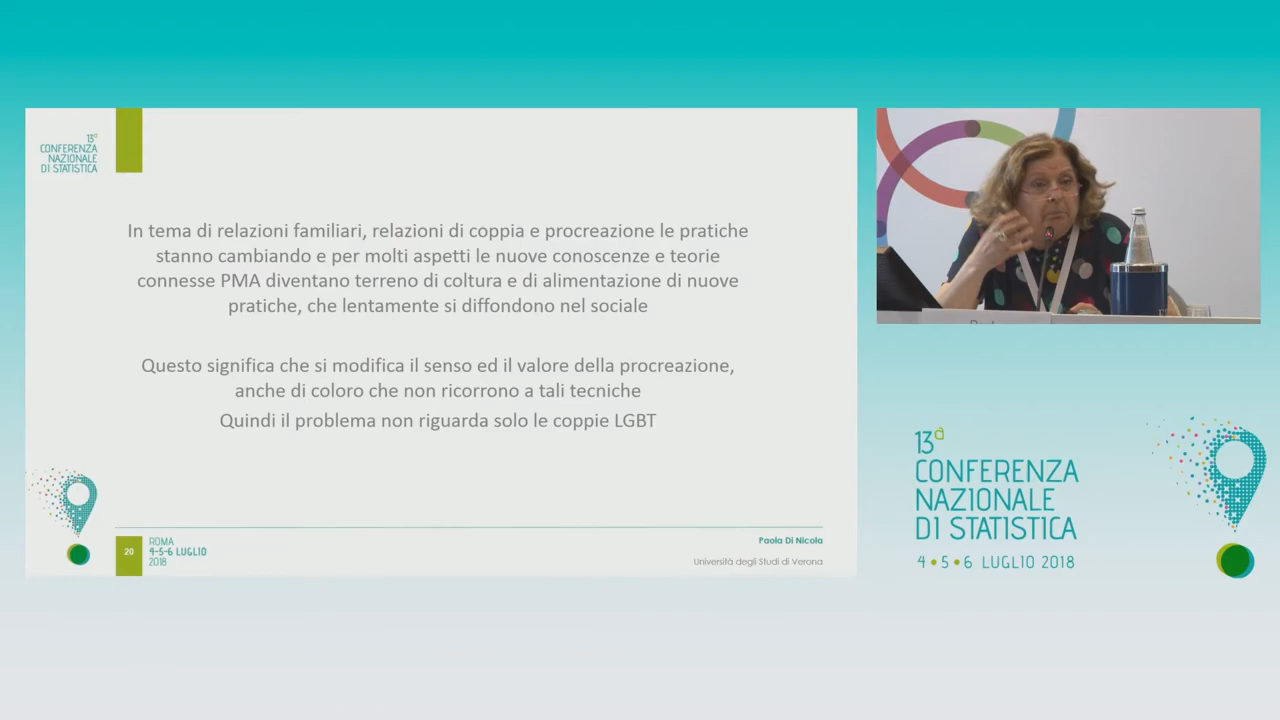 13ª
CONFERENZA
NAZIONALE
DI STATISTICA
In tema di relazioni familiari, relazioni di coppia e procreazione le pratiche
stanno cambiando e per molti aspetti le nuove conoscenze e teorie
connesse PMA diventano terreno di coltura e di alimentazione di nuove
pratiche, che lentamente si diffondono nel sociale
Questo significa che si modifica il senso ed il valore della procreazione,
anche di coloro che non ricorrono a tali tecniche
Quindi il problema non riguarda solo le coppie LGBT
20
ROMA
4-5-6 LUGLIO
2018
Paola Di Nicola
Università degli Studi di Verona
13ª
CONFERENZA
NAZIONALE
DI STATISTICA
4 • 5 • 6 LUGLIO 2018